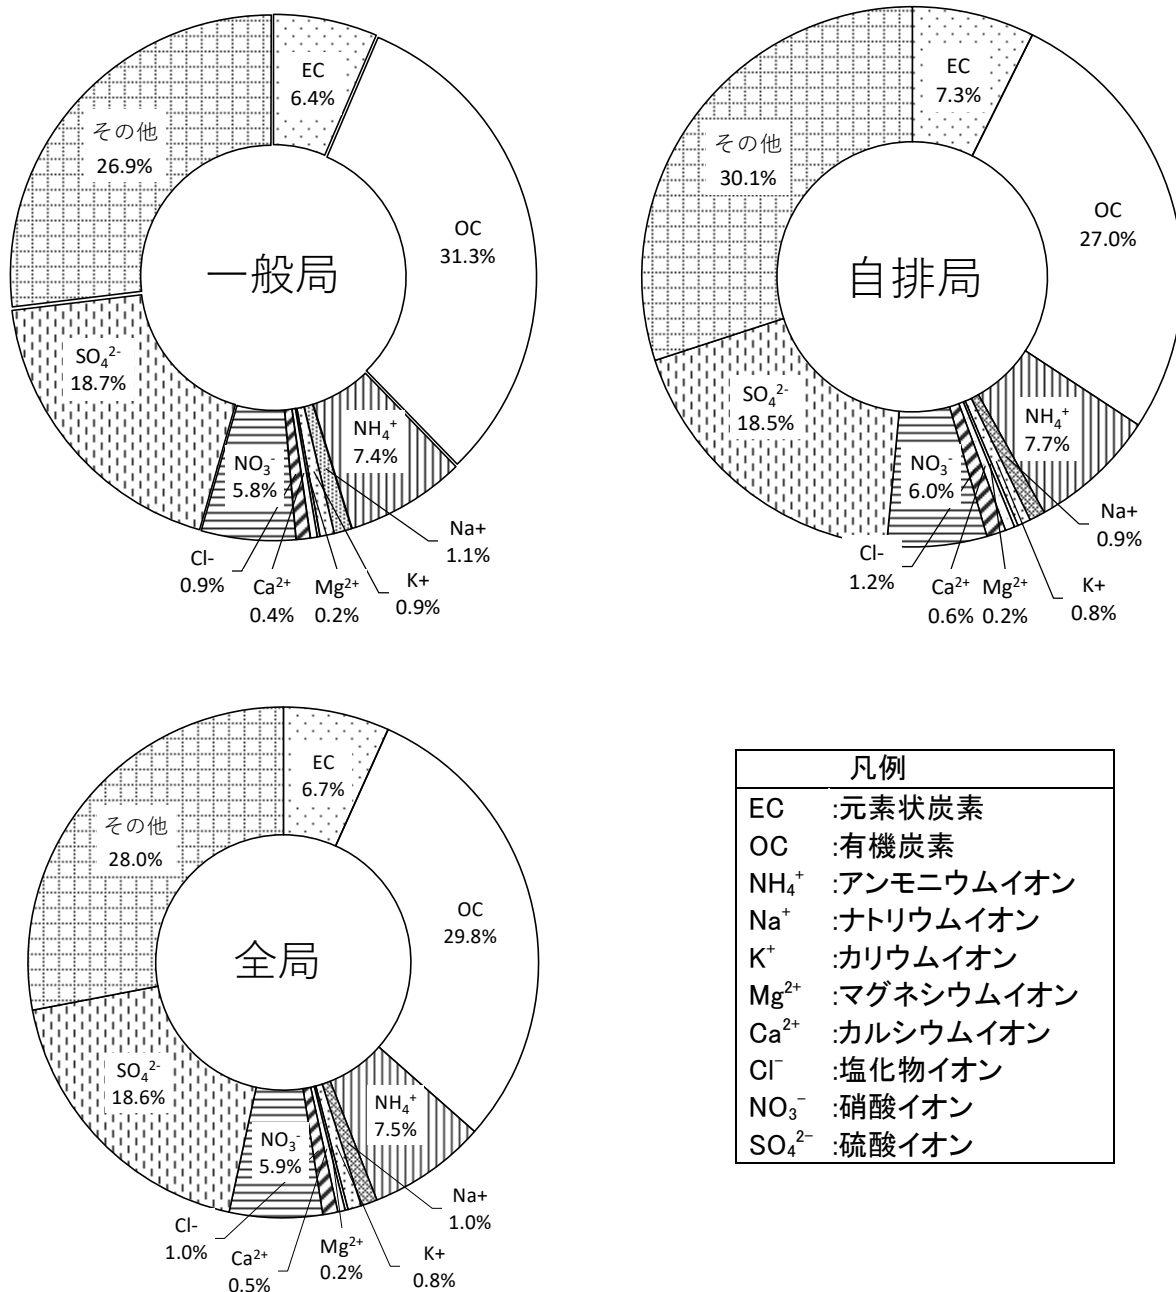 一般局
EC
6.4%
OC
31.3%
NH₄⁺
7.4%
Na+
1.1%
K+
0.9%
Mg²⁺
0.2%
Ca²⁺
0.4%
Cl-
0.9%
NO₃⁻
5.8%
SO₄²⁻
18.7%
その他
26.9%
自排局
EC
7.3%
OC
27.0%
NH₄⁺
7.7%
Na+
0.9%
K+
0.8%
Mg²⁺
0.2%
Ca²⁺
0.6%
Cl-
1.2%
NO₃⁻
6.0%
SO₄²⁻
18.5%
その他
30.1%
全局
EC
6.7%
OC
29.8%
NH₄⁺
7.5%
Na+
1.0%
K+
0.8%
Mg²⁺
0.2%
Ca²⁺
0.5%
Cl-
1.0%
NO₃⁻
5.9%
SO₄²⁻
18.6%
その他
28.0%
凡例
EC :元素状炭素
OC :有機炭素
NH₄⁺ :アンモニウムイオン
Na⁺ :ナトリウムイオン
K⁺ :カリウムイオン
Mg²⁺ :マグネシウムイオン
Ca²⁺ :カルシウムイオン
Cl⁻ :塩化物イオン
NO₃⁻ :硝酸イオン
SO₄²⁻ :硫酸イオン